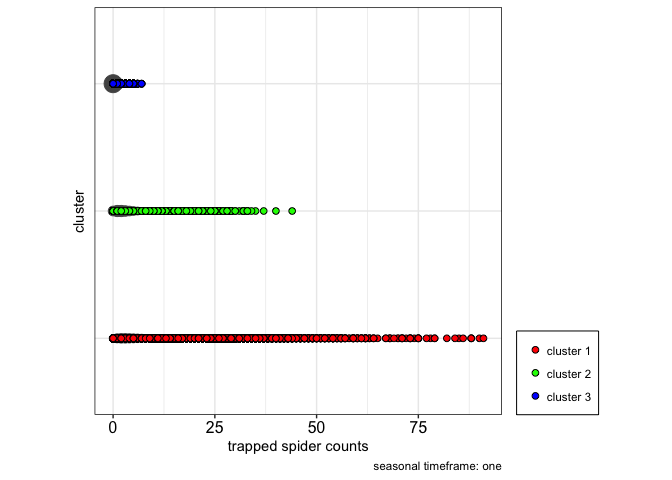 cluster
0 25 50 75
trapped spider counts
seasonal timeframe: one
cluster 1
cluster 2
cluster 3